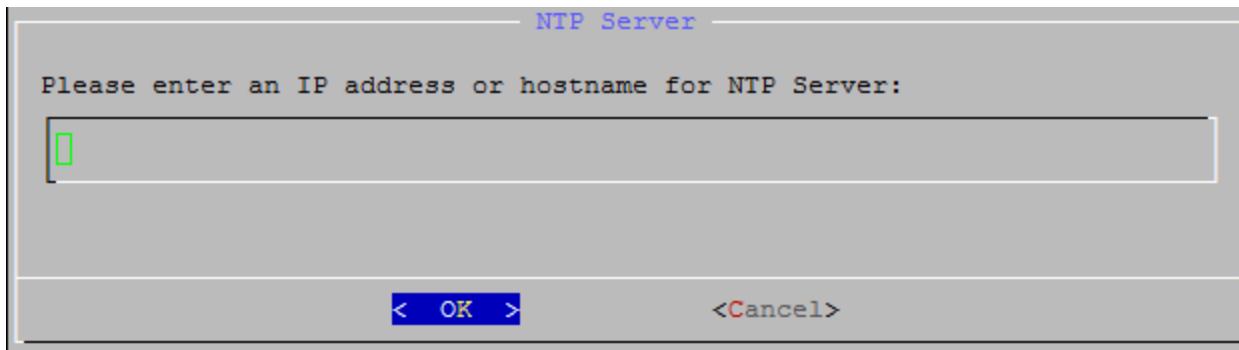 NTP Server
Please enter an IP address or hostname for NTP Server:
< OK > <Cancel>